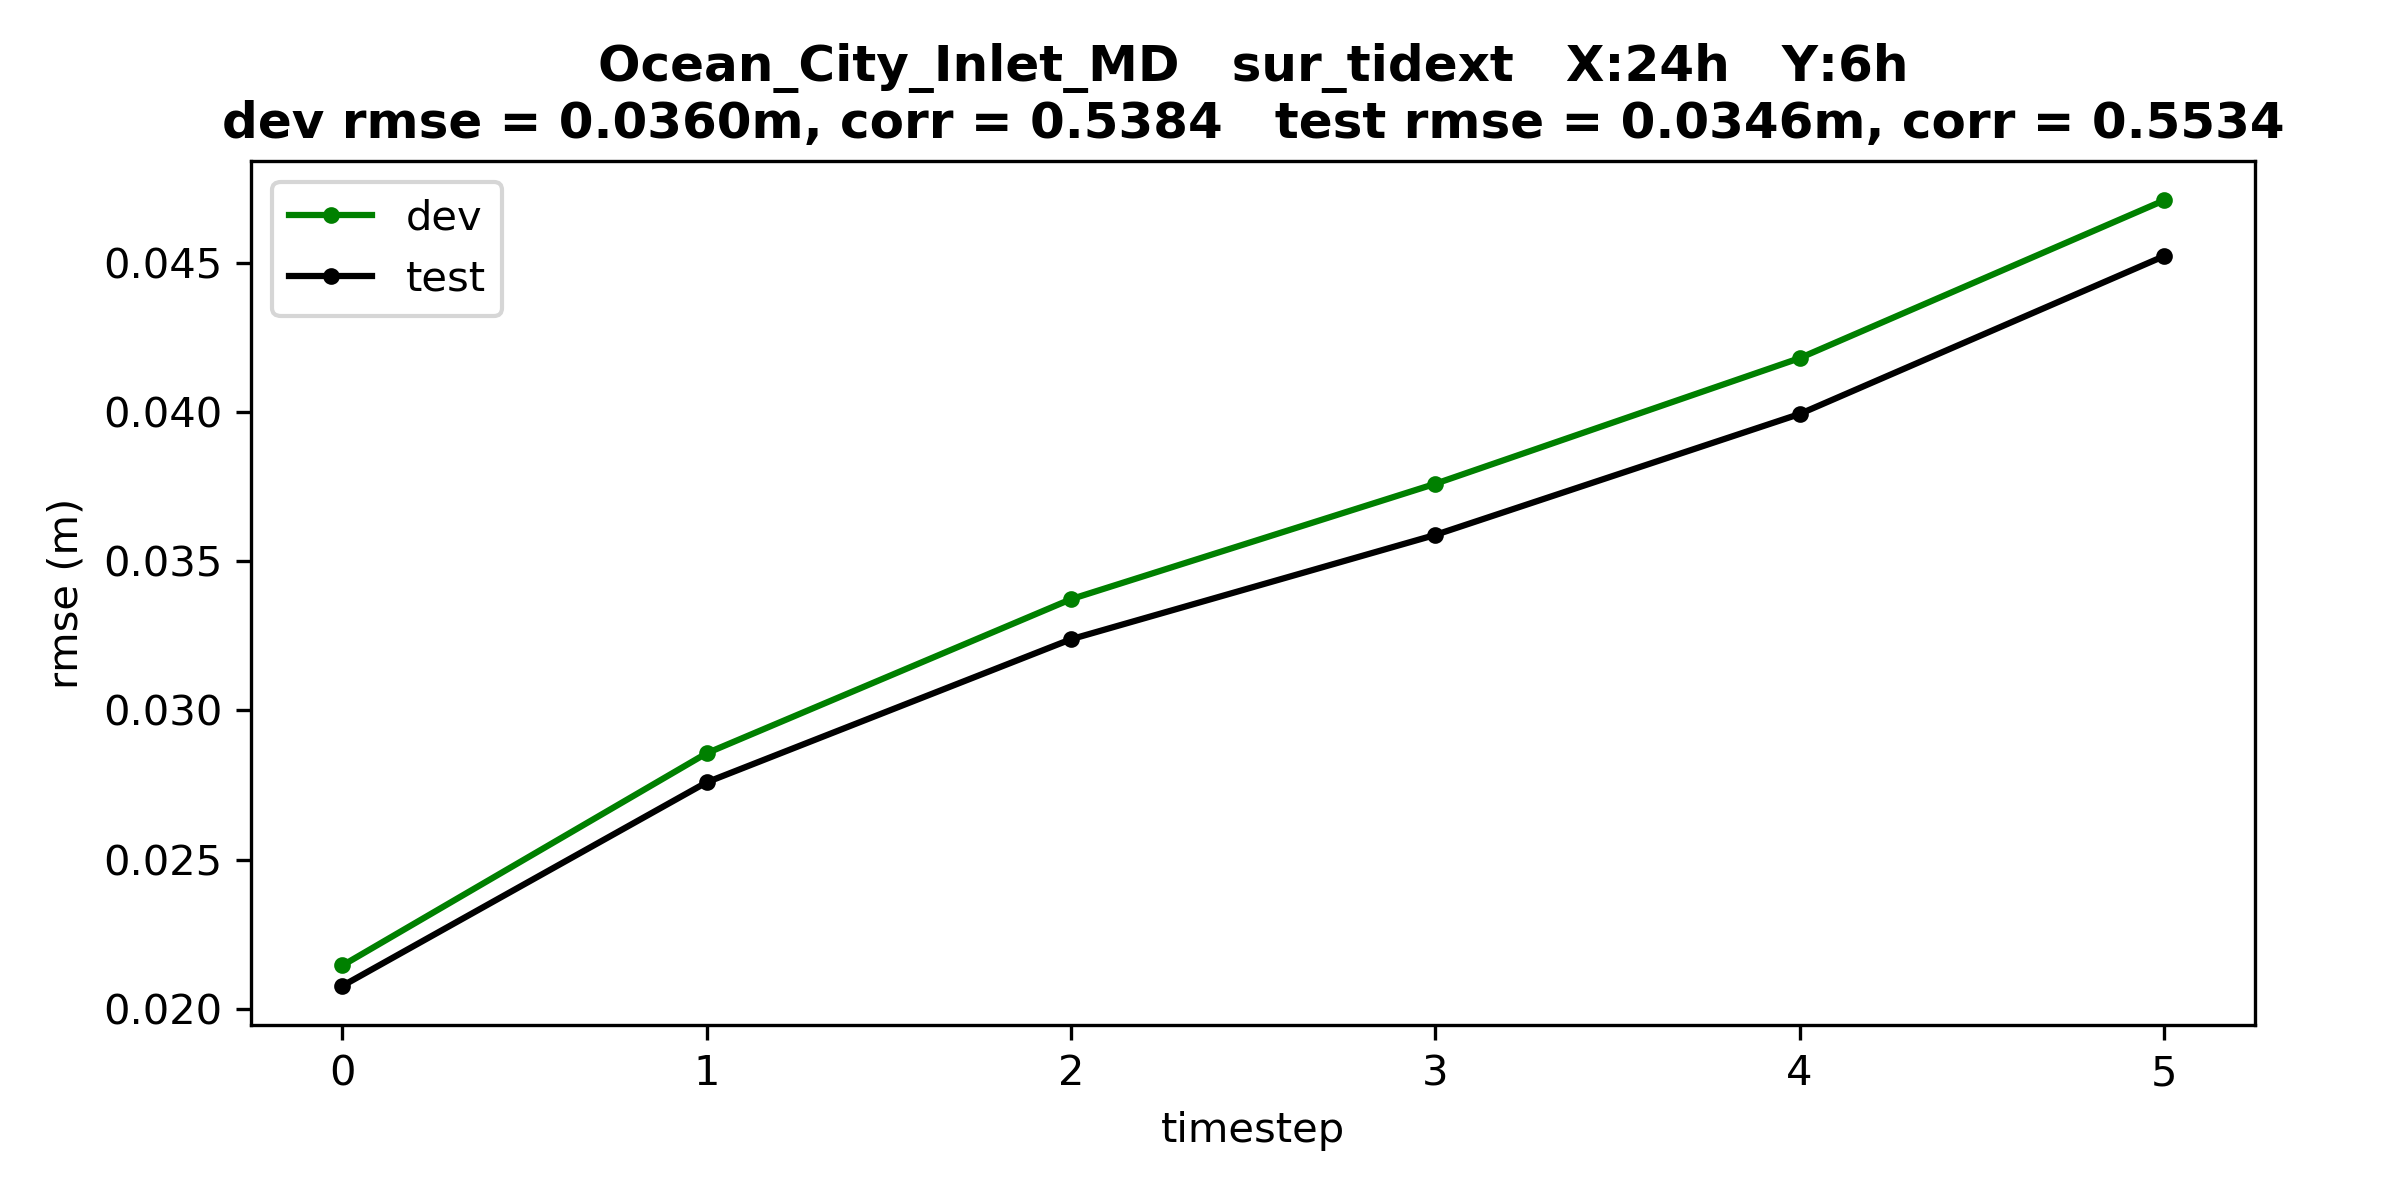 Ocean_City_Inlet_MD   sur_tidext   X:24h   Y:6h
dev rmse = 0.0360m, corr = 0.5384   test rmse = 0.0346m, corr = 0.5534
dev
test
0.045
0.040
0.035
0.030
0.025
0.020
rmse (m)
0 1 2 3 4 5
timestep